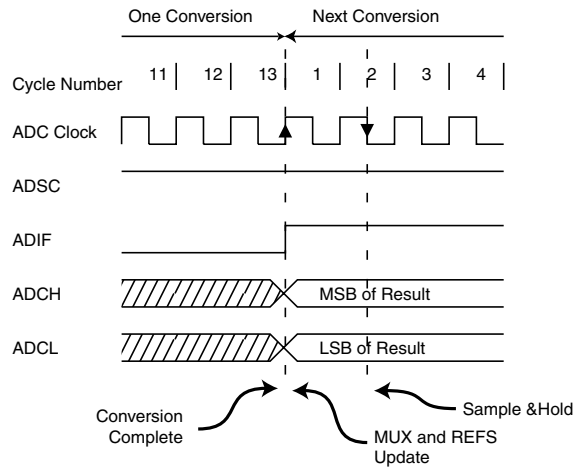 One Conversion Next Conversion
Cycle Number 11 12 13 1 2 3 4
ADC Clock
ADSC
ADIF
ADCH MSB of Result
ADCL LSB of Result
Conversion
Complete
MUX and REFS
Update
Sample &Hold